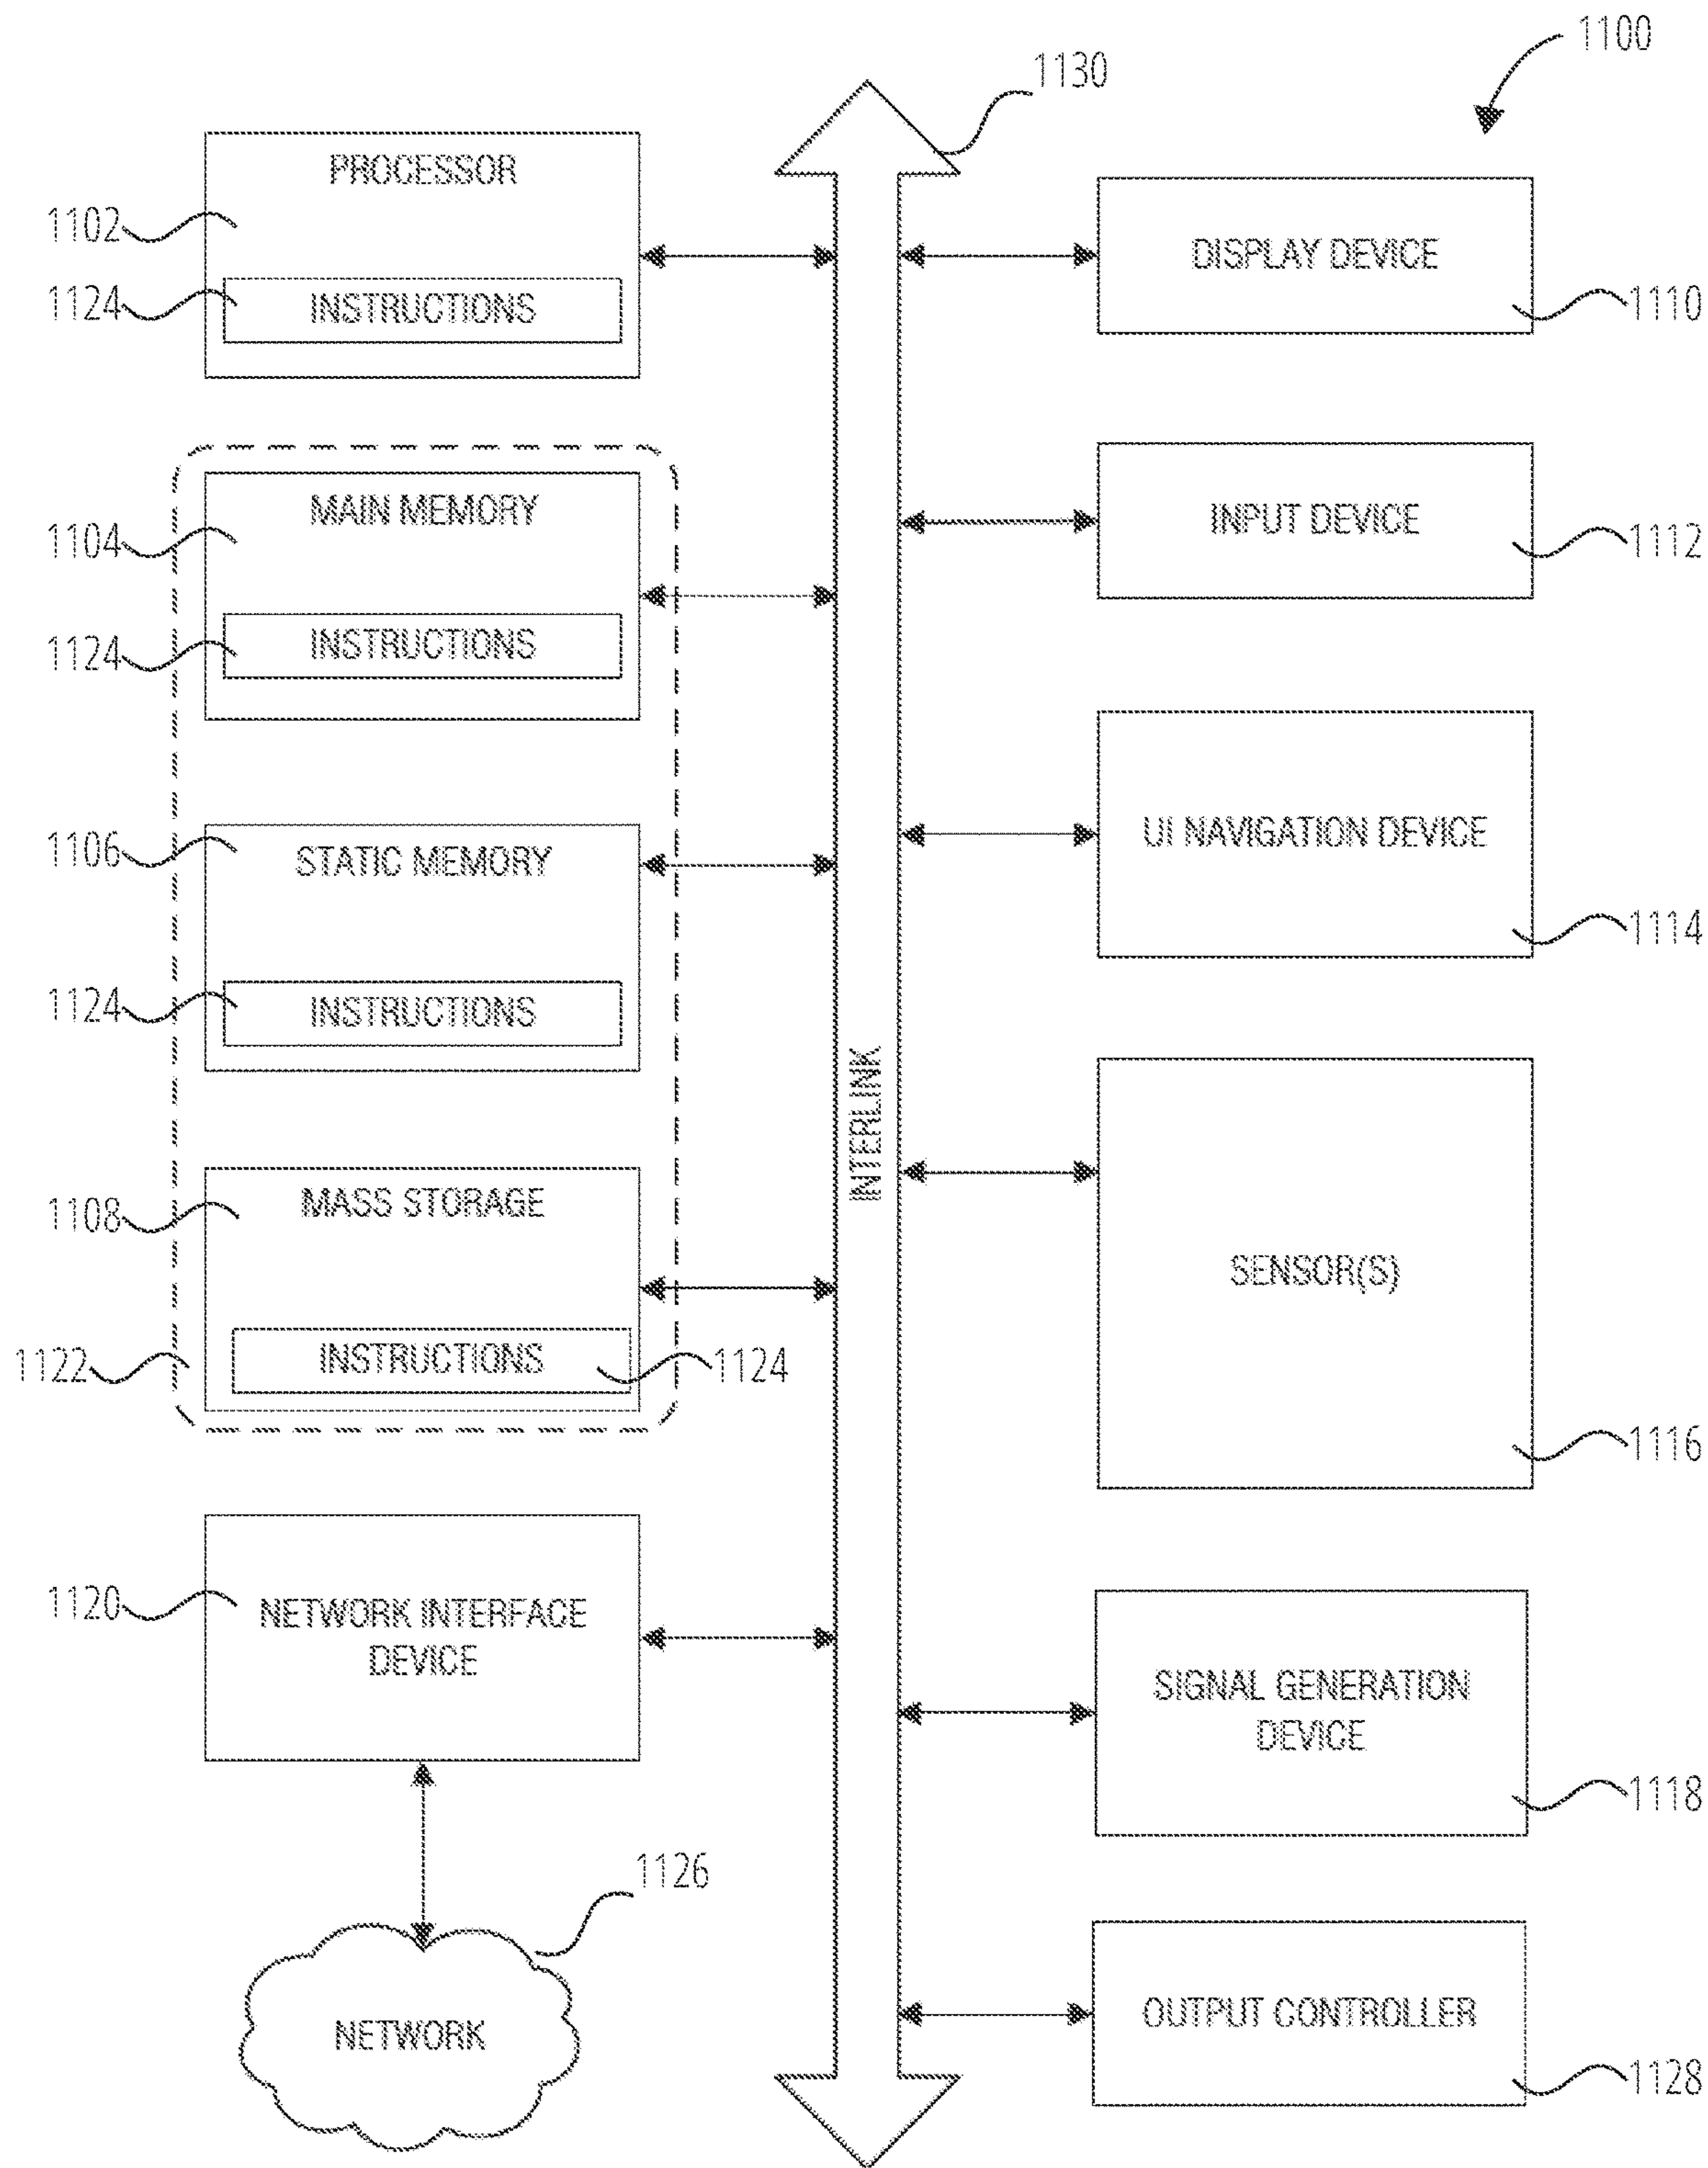 1100
1130
PROCESSOR
1102
1124
INSTRUCTIONS
MAIN MEMORY
1104
1124
INSTRUCTIONS
1106
STATIC MEMORY
1124
INSTRUCTIONS
1108
MASS STORAGE
1122
INSTRUCTIONS
1124
1120
NETWORK INTERFACE
DEVICE
1126
NETWORK
INTERLINK
DISPLAY DEVICE
1110
INPUT DEVICE
1112
UI NAVIGATION DEVICE
1114
SENSOR(S)
1116
SIGNAL GENERATION
DEVICE
1118
OUTPUT CONTROLLER
1128